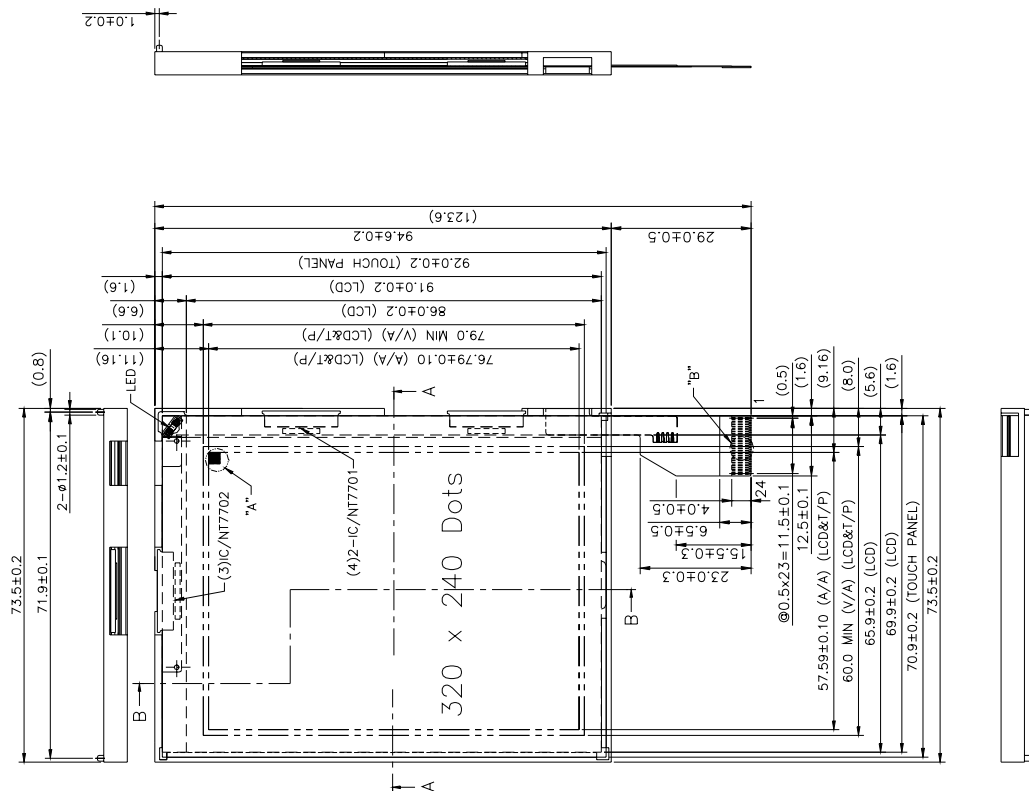 1.0±0.2
(123.6)
94.6±0.2
29.0±0.5
92.0±0.2 (TOUCH PANEL)
(1.6)
91.0±0.2 (LCD)
(6.6)
86.0±0.2 (LCD)
(10.1)
79.0 MIN (V/A) (LCD&T/P)
(11.16)
76.79±0.10 (A/A) (LCD&T/P)
(0.8)
LED
2-ø1.2±0.1
71.9±0.1
73.5±0.2
A
"B"
1
(0.5)
(1.6)
(9.16)
(8.0)
(5.6)
(1.6)
"A"
(3)IC/NT7702
(4)2-IC/NT7701
320 x 240 Dots
24
4.0±0.5
6.5±0.5
15.5±0.3
23.0±0.3
@0.5x23=11.5±0.1
12.5±0.1
57.59±0.10 (A/A) (LCD&T/P)
60.0 MIN (V/A) (LCD&T/P)
65.9±0.2 (LCD)
69.9±0.2 (LCD)
70.9±0.2 (TOUCH PANEL)
73.5±0.2
B
B
A